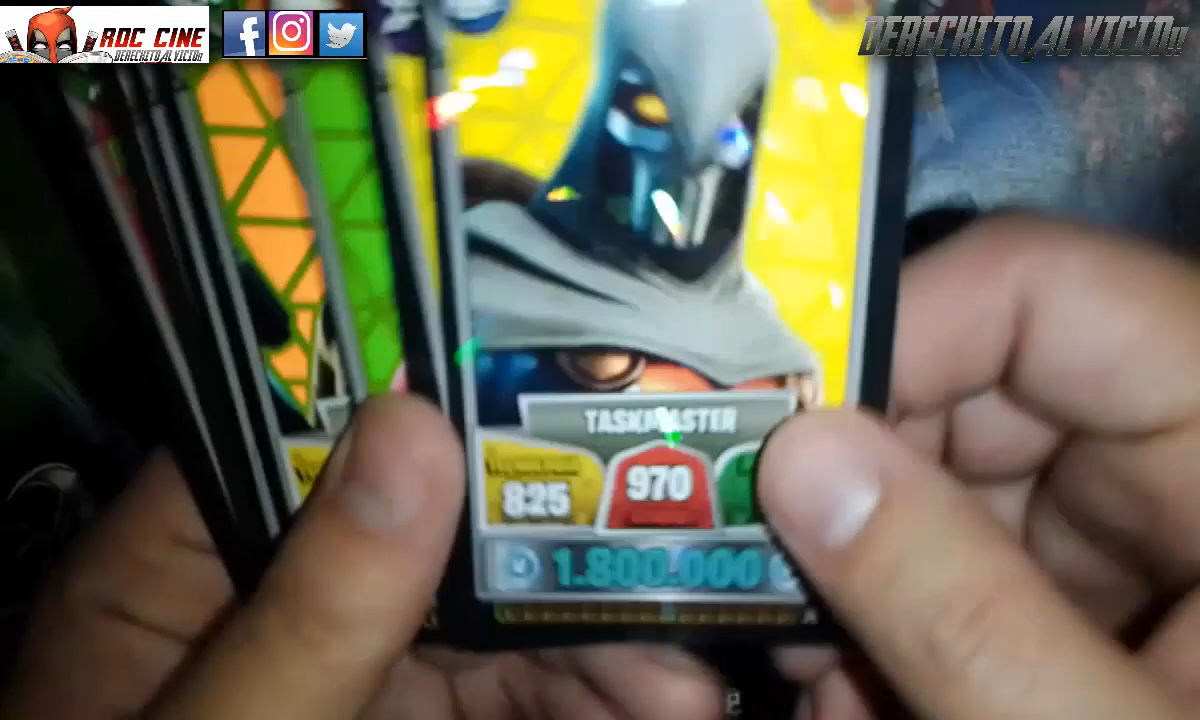 RDC CINE
DERECHITO AL VICIO!!
DERECHITO AL VICIO!!
TASKMASTER
825
970
1.800.000